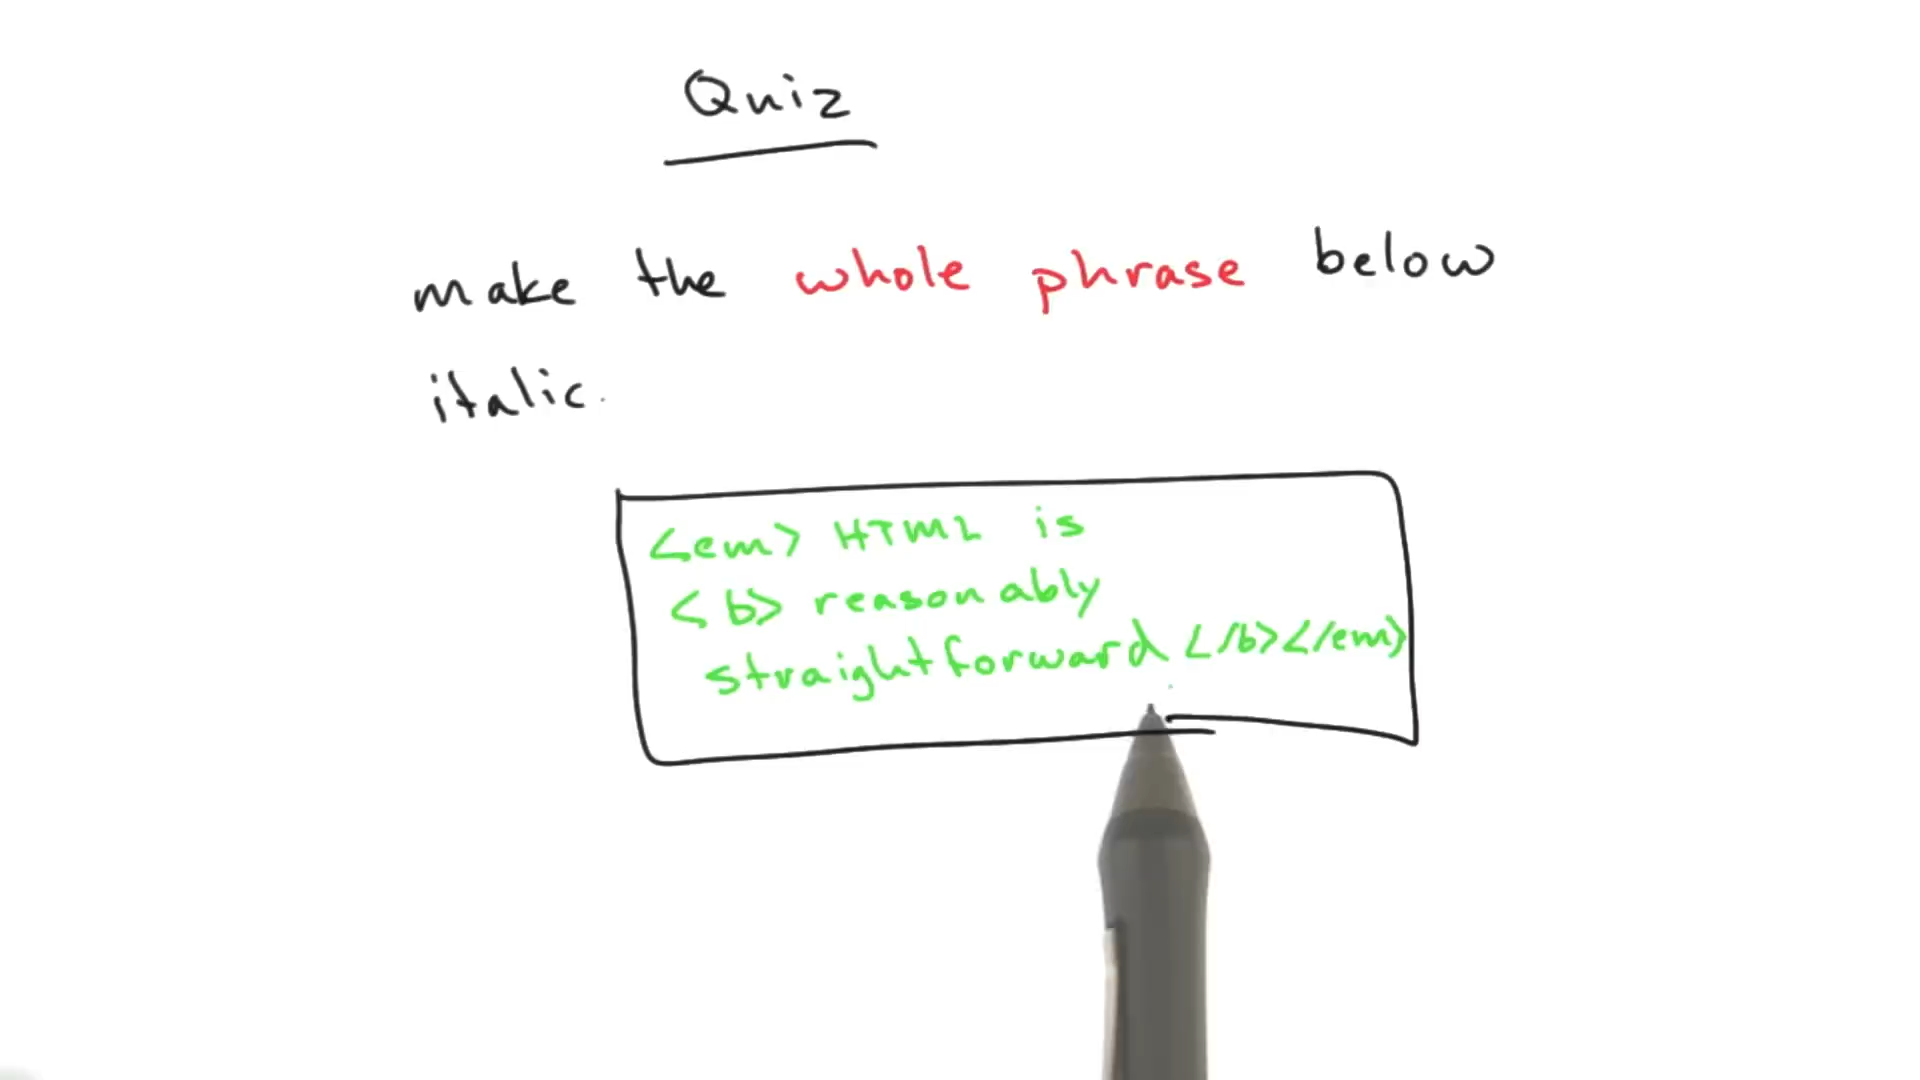 Quiz
make the whole phrase below
italic.
<em> HTML is
<b> reasonably
straightforward </b></em>